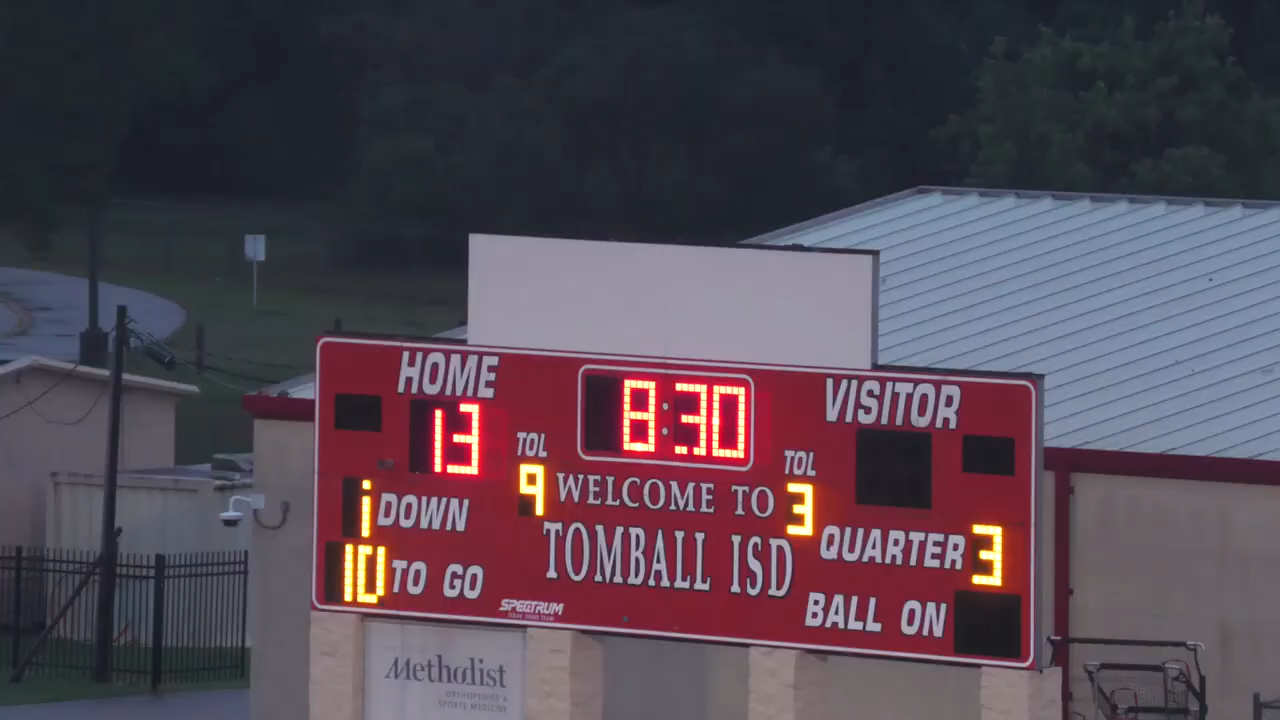 HOME
8:30
VISITOR
13
TOL
9
WELCOME TO
TOL
3
1 DOWN
TOMBALL ISD
QUARTER 3
10 TO GO
SPECTRUM
BALL ON
Methodist
ORTHOPEDICS &
SPORTS MEDICINE